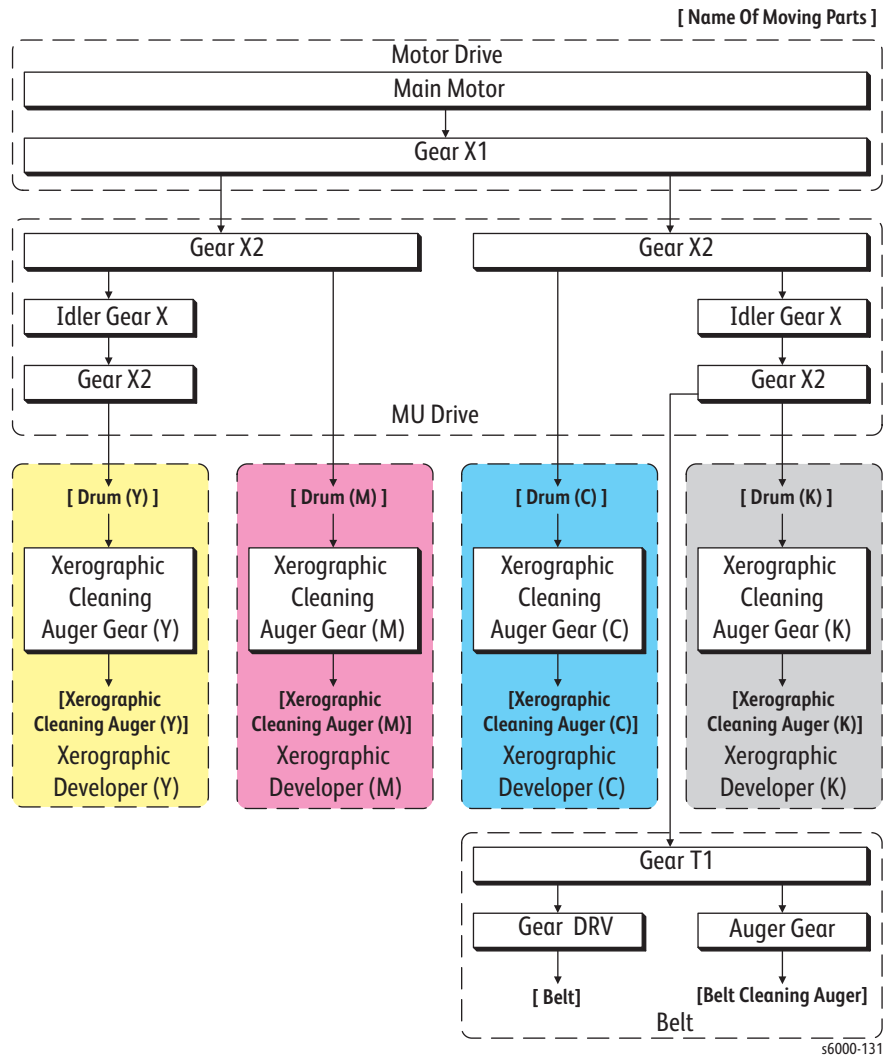 [ Name Of Moving Parts ]
Motor Drive
Main Motor
Gear X1
Gear X2
Gear X2
Idler Gear X
Idler Gear X
Gear X2
Gear X2
MU Drive
[ Drum (Y) ]
[ Drum (M) ]
[ Drum (C) ]
[ Drum (K) ]
Xerographic
Cleaning
Auger Gear (Y)
Xerographic
Cleaning
Auger Gear (M)
Xerographic
Cleaning
Auger Gear (C)
Xerographic
Cleaning
Auger Gear (K)
[Xerographic
Cleaning Auger (Y)]
[Xerographic
Cleaning Auger (M)]
[Xerographic
Cleaning Auger (C)]
[Xerographic
Cleaning Auger (K)]
Xerographic
Developer (Y)
Xerographic
Developer (M)
Xerographic
Developer (C)
Xerographic
Developer (K)
Gear T1
Gear DRV
Auger Gear
[ Belt]
[Belt Cleaning Auger]
Belt
s6000-131